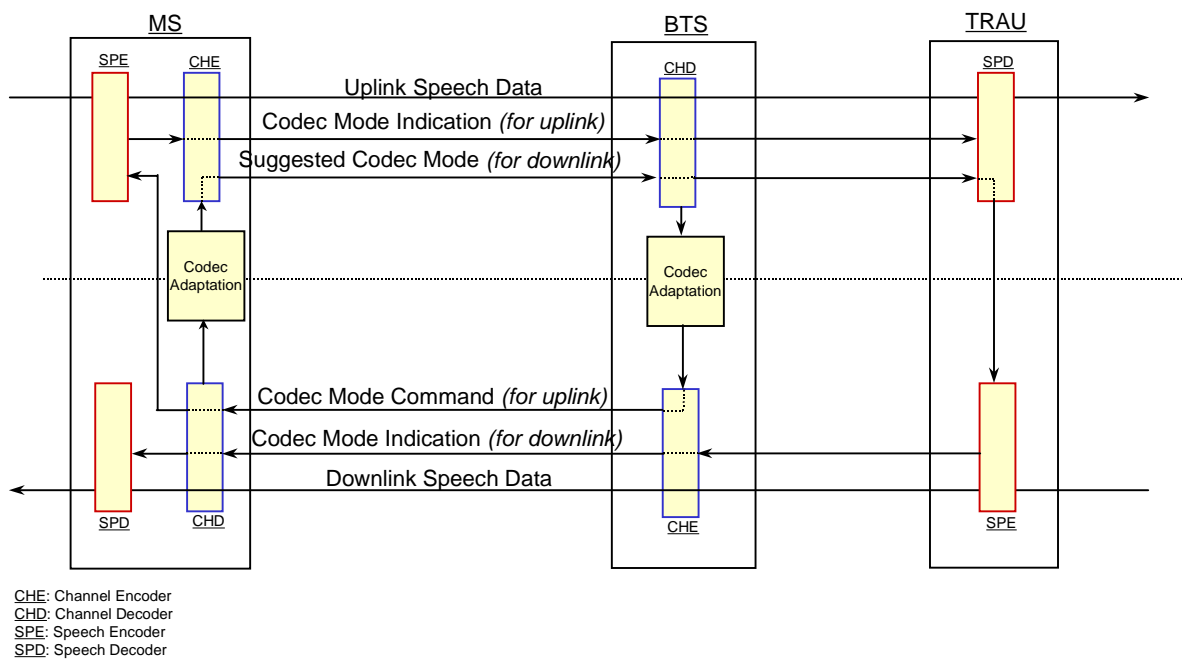 MS
BTS
TRAU
SPE
CHE
CHD
SPD
Uplink Speech Data
Codec Mode Indication (for uplink)
Suggested Codec Mode (for downlink)
Codec
Adaptation
Codec
Adaptation
Codec Mode Command (for uplink)
Codec Mode Indication (for downlink)
Downlink Speech Data
SPD
CHD
CHE
SPE
CHE: Channel Encoder
CHD: Channel Decoder
SPE: Speech Encoder
SPD: Speech Decoder